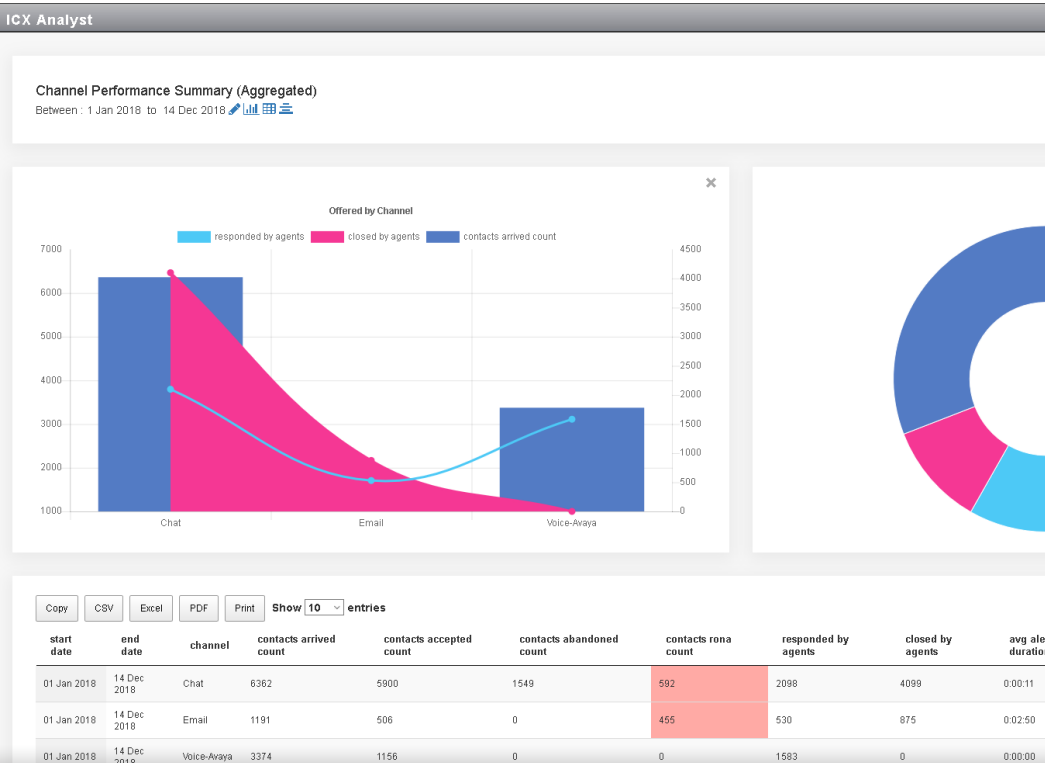 ICX Analyst
Channel Performance Summary (Aggregated)
Between : 1 Jan 2018 to 14 Dec 2018
Offered by Channel
responded by agents closed by agents contacts arrived count
7000 4500
6000 4000
5000 3500
4000 3000
3000 2500
2000 2000
1000 1500
1000
500
0
Chat Email Voice-Avaya
Copy CSV Excel PDF Print Show 10 entries
start date end date channel contacts arrived count contacts accepted count contacts abandoned count contacts rona count responded by agents closed by agents avg ale duratio
01 Jan 2018 14 Dec 2018 Chat 6362 5900 1549 592 2098 4099 0:00:11
01 Jan 2018 14 Dec 2018 Email 1191 506 0 455 530 875 0:02:50
01 Jan 2018 14 Dec 2018 Voice-Avaya 3374 1156 0 0 1583 0 0:00:00